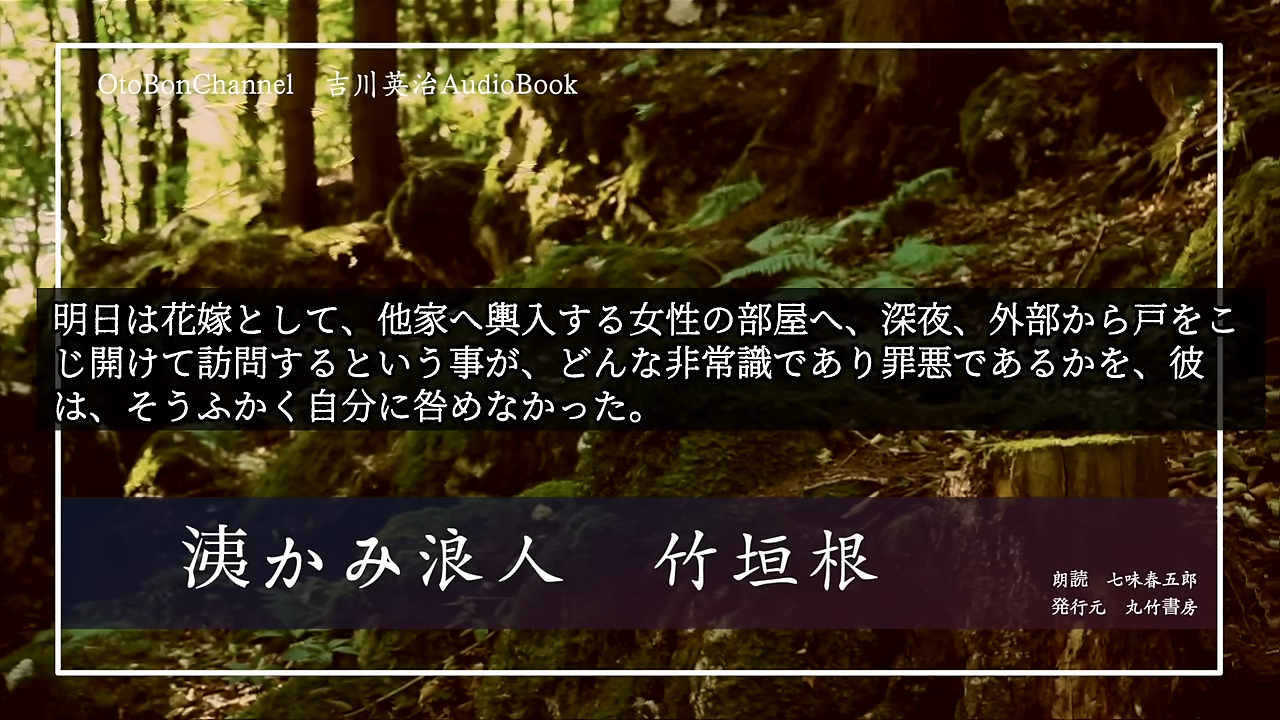 OtoBonChannel 吉川英治AudioBook
明日は花嫁として、他家へ輿入する女性の部屋へ、深夜、外部から戸をこ
じ開けて訪問するという事が、どんな非常識であり罪悪であるかを、彼
は、そうふかく自分に咎めなかった。
洟かみ浪人 竹垣根
朗読 七味春五郎
発行元 丸竹書房